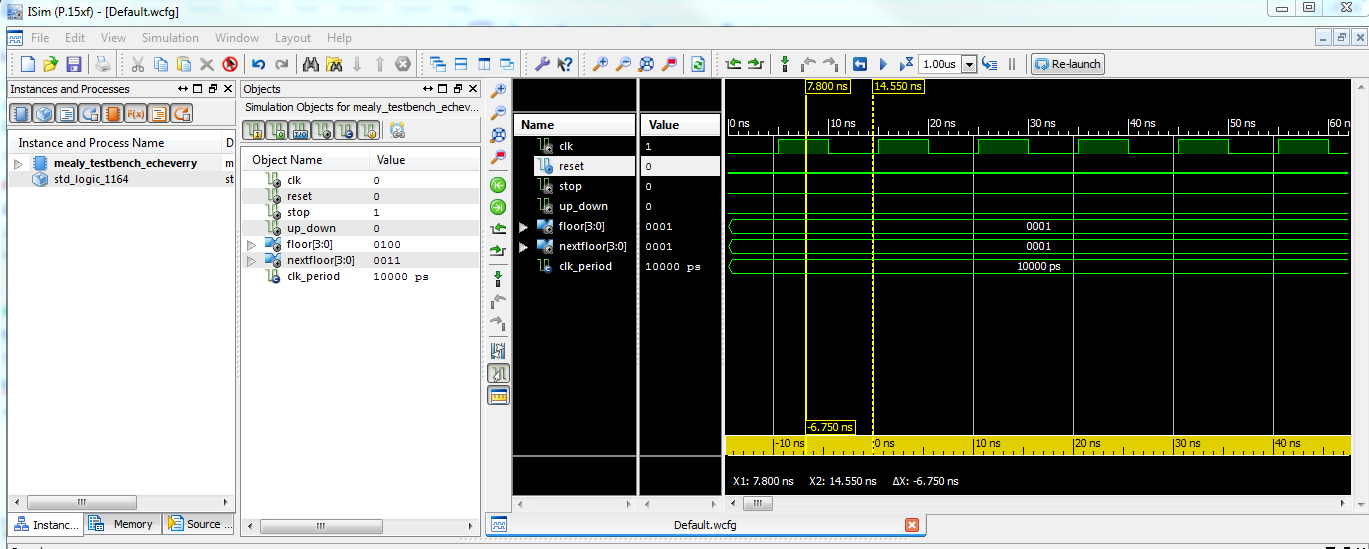 ISim (P.15xf) - [Default.wcfg]
File Edit View Simulation Window Layout Help
1.00us Re-launch
Instances and Processes
Instance and Process Name D
mealy_testbench_echeverry m
std_logic_1164 st
Instanc... Memory Source ...
Objects
Simulation Objects for mealy_testbench_echev...
Object Name Value
clk 0
reset 0
stop 1
up_down 0
floor[3:0] 0100
nextfloor[3:0] 0011
clk_period 10000 ps
Name Value
clk 1
reset 0
stop 0
up_down 0
floor[3:0] 0001
nextfloor[3:0] 0001
clk_period 10000 ps
7.800 ns 14.550 ns
0 ns 10 ns 20 ns 30 ns 40 ns 50 ns 60 n
0001
0001
10000 ps
-6.750 ns
-10 ns 0 ns 10 ns 20 ns 30 ns 40 ns
X1: 7.800 ns X2: 14.550 ns ΔX: -6.750 ns
Default.wcfg